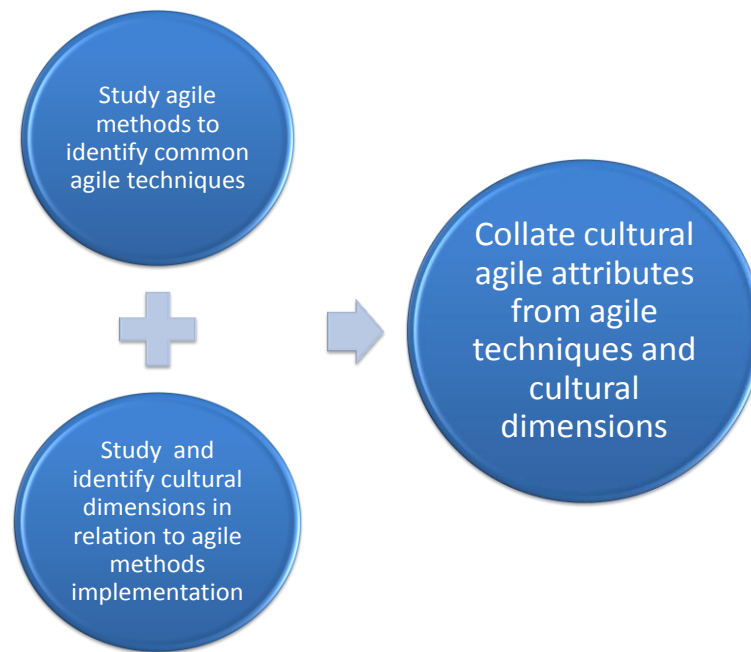 Study agile
methods to
identify common
agile techniques
Study and
identify cultural
dimensions in
relation to agile
methods
implementation
Collate cultural
agile attributes
from agile
techniques and
cultural
dimensions